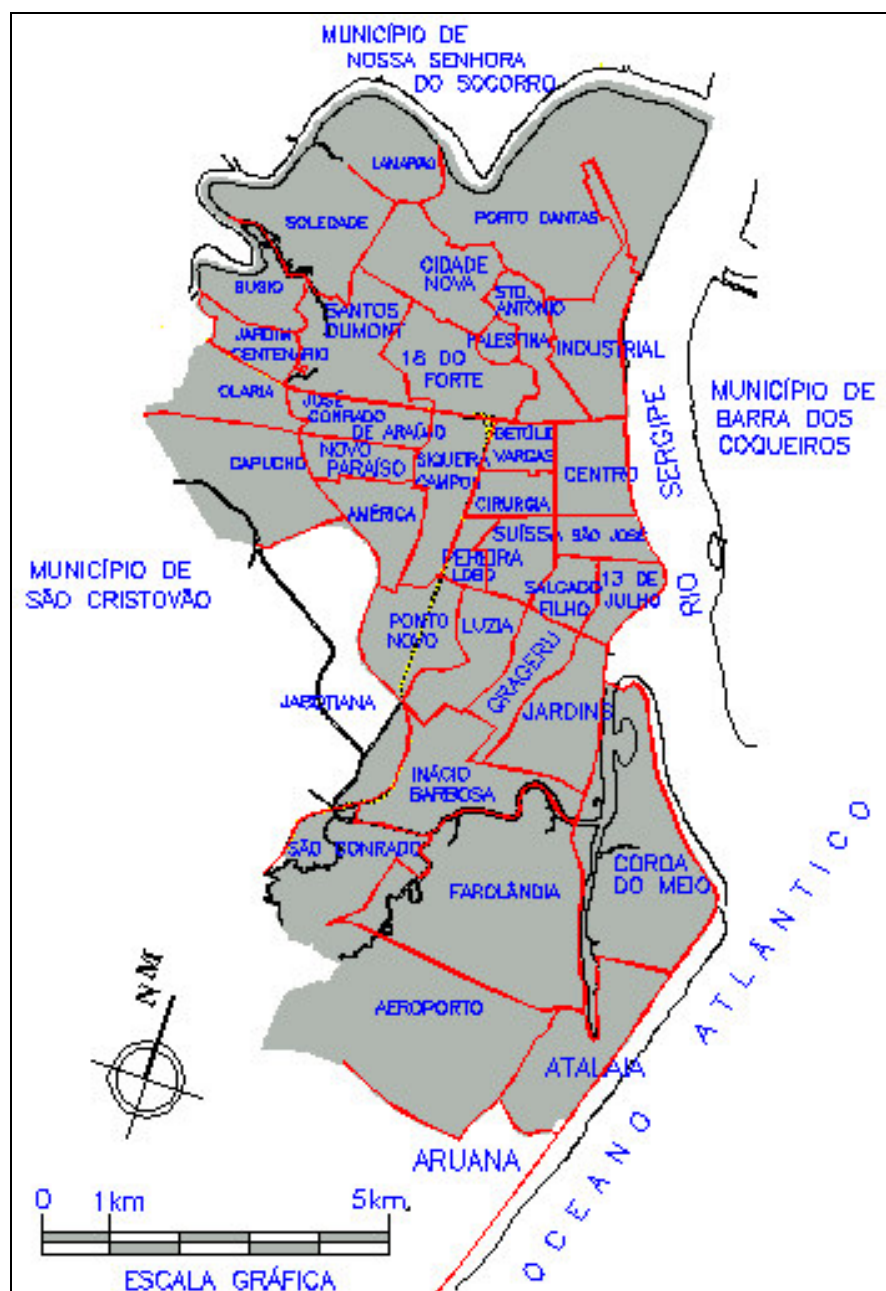 MUNICÍPIO DE
NOSSA SENHORA
DO SOCORRO
LAMARÃO
SOLEDADE
PORTO DANTAS
CIDADE
NOVA
BUGIO
STO.
ANTÔNIO
SANTOS
DUMONT
JARDIM
CENTENÁRIO
PALESTINA
INDUSTRIAL
18 DO
FORTE
OLARIA
JOSÉ
CONRADO
DE ARAÚJO
GETÚLIO
VARGAS
MUNICÍPIO DE
BARRA DOS
COQUEIROS
NOVO
PARAÍSO
CAPUCHO
SIQUEIRA
CAMPOS
CENTRO
RIO SERGIPE
CIRURGIA
AMÉRICA
SUÍSSA
SÃO JOSÉ
PEREIRA
LOBO
MUNICÍPIO DE
SÃO CRISTOVÃO
SALGADO
FILHO
13 DE
JULHO
PONTO
NOVO
LUZIA
GRAGERU
JABOTIANA
JARDINS
INÁCIO
BARBOSA
SÃO CONRADO
COROA
DO MEIO
FAROLÂNDIA
OCEANO ATLÂNTICO
NM
AEROPORTO
ATALAIA
ARUANA
0 1km 5km
ESCALA GRÁFICA